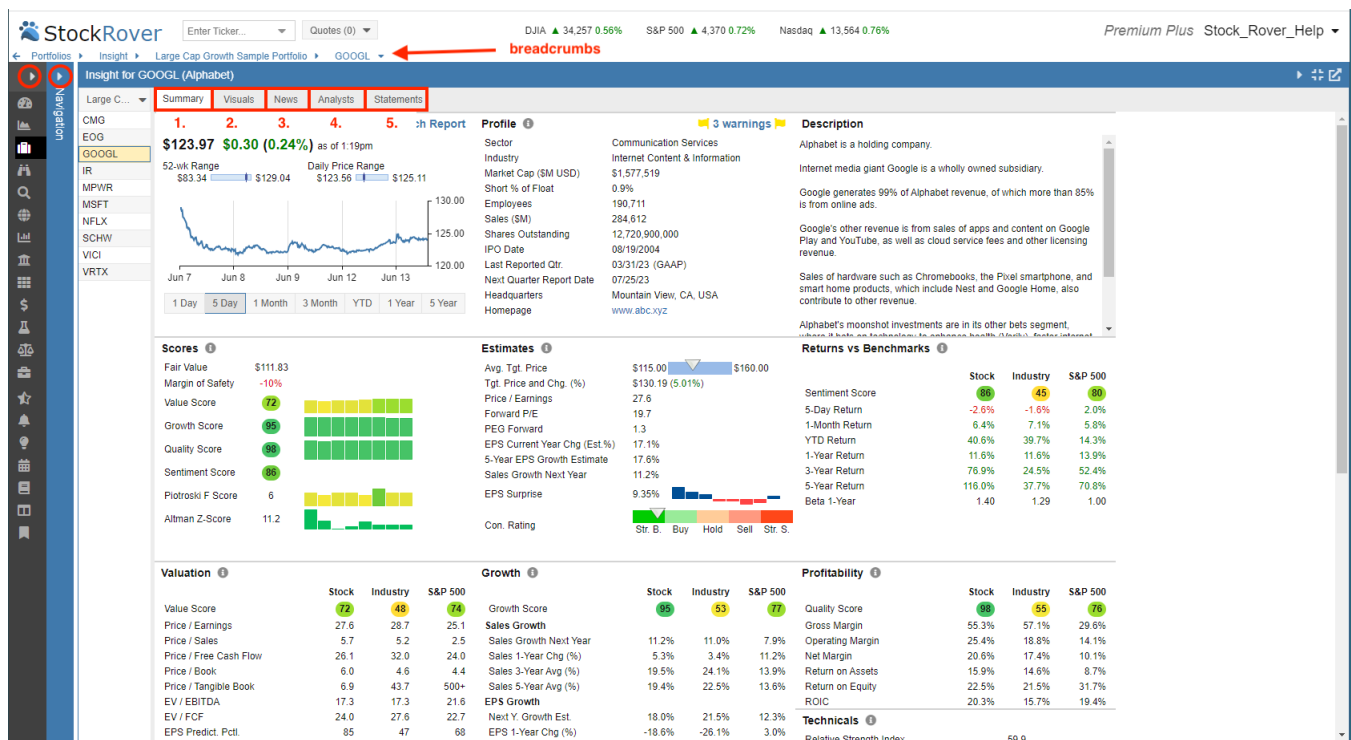 StockRover Enter Ticker... Quotes (0) DJIA ▲ 34,257 0.56% S&P 500 ▲ 4,370 0.72% Nasdaq ▲ 13,564 0.76% Premium Plus Stock_Rover_Help
Portfolios Insight Large Cap Growth Sample Portfolio GOOGL breadcrumbs
Insight for GOOGL (Alphabet)
Navigation
Large C...
CMG
EOG
GOOGL
IR
MPWR
MSFT
NFLX
SCHW
VICI
VRTX
Summary Visuals News Analysts Statements
1. 2. 3. 4. 5. :h Report
$123.97 $0.30 (0.24%) as of 1:19pm
52-wk Range Daily Price Range
$83.34 $129.04 $123.56 $125.11
130.00
125.00
120.00
Jun 7 Jun 8 Jun 9 Jun 12 Jun 13
1 Day 5 Day 1 Month 3 Month YTD 1 Year 5 Year
Profile 3 warnings
Sector Communication Services
Industry Internet Content & Information
Market Cap ($M USD) $1,577,519
Short % of Float 0.9%
Employees 190,711
Sales ($M) 284,612
Shares Outstanding 12,720,900,000
IPO Date 08/19/2004
Last Reported Qtr. 03/31/23 (GAAP)
Next Quarter Report Date 07/25/23
Headquarters Mountain View, CA, USA
Homepage www.abc.xyz
Description
Alphabet is a holding company.
Internet media giant Google is a wholly owned subsidiary.
Google generates 99% of Alphabet revenue, of which more than 85%
is from online ads.
Google's other revenue is from sales of apps and content on Google
Play and YouTube, as well as cloud service fees and other licensing
revenue.
Sales of hardware such as Chromebooks, the Pixel smartphone, and
smart home products, which include Nest and Google Home, also
contribute to other revenue.
Alphabet's moonshot investments are in its other bets segment,
Scores
Fair Value $111.83
Margin of Safety -10%
Value Score 72
Growth Score 95
Quality Score 98
Sentiment Score 86
Piotroski F Score 6
Altman Z-Score 11.2
Estimates
Avg. Tgt. Price $115.00 $160.00
Tgt. Price and Chg. (%) $130.19 (5.01%)
Price / Earnings 27.6
Forward P/E 19.7
PEG Forward 1.3
EPS Current Year Chg (Est.%) 17.1%
5-Year EPS Growth Estimate 17.6%
Sales Growth Next Year 11.2%
EPS Surprise 9.35%
Con. Rating
Str. B. Buy Hold Sell Str. S.
Returns vs Benchmarks
Stock Industry S&P 500
Sentiment Score 86 45 80
5-Day Return -2.6% -1.6% 2.0%
1-Month Return 6.4% 7.1% 5.8%
YTD Return 40.6% 39.7% 14.3%
1-Year Return 11.6% 11.6% 13.9%
3-Year Return 76.9% 24.5% 52.4%
5-Year Return 116.0% 37.7% 70.8%
Beta 1-Year 1.40 1.29 1.00
Valuation
Stock Industry S&P 500
Value Score 72 48 74
Price / Earnings 27.6 28.7 25.1
Price / Sales 5.7 5.2 2.5
Price / Free Cash Flow 26.1 32.0 24.0
Price / Book 6.0 4.6 4.4
Price / Tangible Book 6.9 43.7 500+
EV / EBITDA 17.3 17.3 21.6
EV / FCF 24.0 27.6 22.7
EPS Predict. Pctl. 85 47 68
Growth
Stock Industry S&P 500
Growth Score 95 53 77
Sales Growth
Sales Growth Next Year 11.2% 11.0% 7.9%
Sales 1-Year Chg (%) 5.3% 3.4% 11.2%
Sales 3-Year Avg (%) 19.5% 24.1% 13.9%
Sales 5-Year Avg (%) 19.4% 22.5% 13.6%
EPS Growth
Next Y. Growth Est. 18.0% 21.5% 12.3%
EPS 1-Year Chg (%) -18.6% -26.1% 3.0%
Profitability
Stock Industry S&P 500
Quality Score 98 55 76
Gross Margin 55.3% 57.1% 29.6%
Operating Margin 25.4% 18.8% 14.1%
Net Margin 20.6% 17.4% 10.1%
Return on Assets 15.9% 14.6% 8.7%
Return on Equity 22.5% 21.5% 31.7%
ROIC 20.3% 15.7% 19.4%
Technicals
Relative Strength Index 59.9